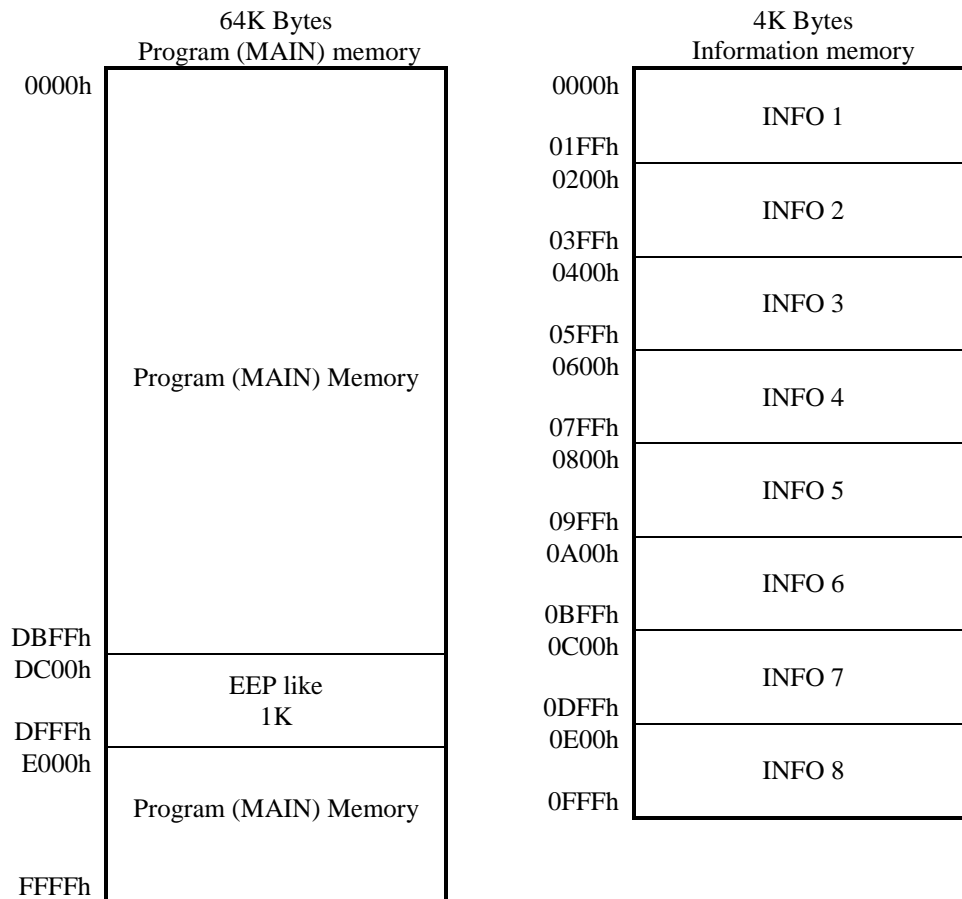 64K Bytes
Program (MAIN) memory
0000h
Program (MAIN) Memory
DBFFh
DC00h
EEP like
1K
DFFFh
E000h
Program (MAIN) Memory
FFFFh
4K Bytes
Information memory
0000h
INFO 1
01FFh
0200h
INFO 2
03FFh
0400h
INFO 3
05FFh
0600h
INFO 4
07FFh
0800h
INFO 5
09FFh
0A00h
INFO 6
0BFFh
0C00h
INFO 7
0DFFh
0E00h
INFO 8
0FFFh